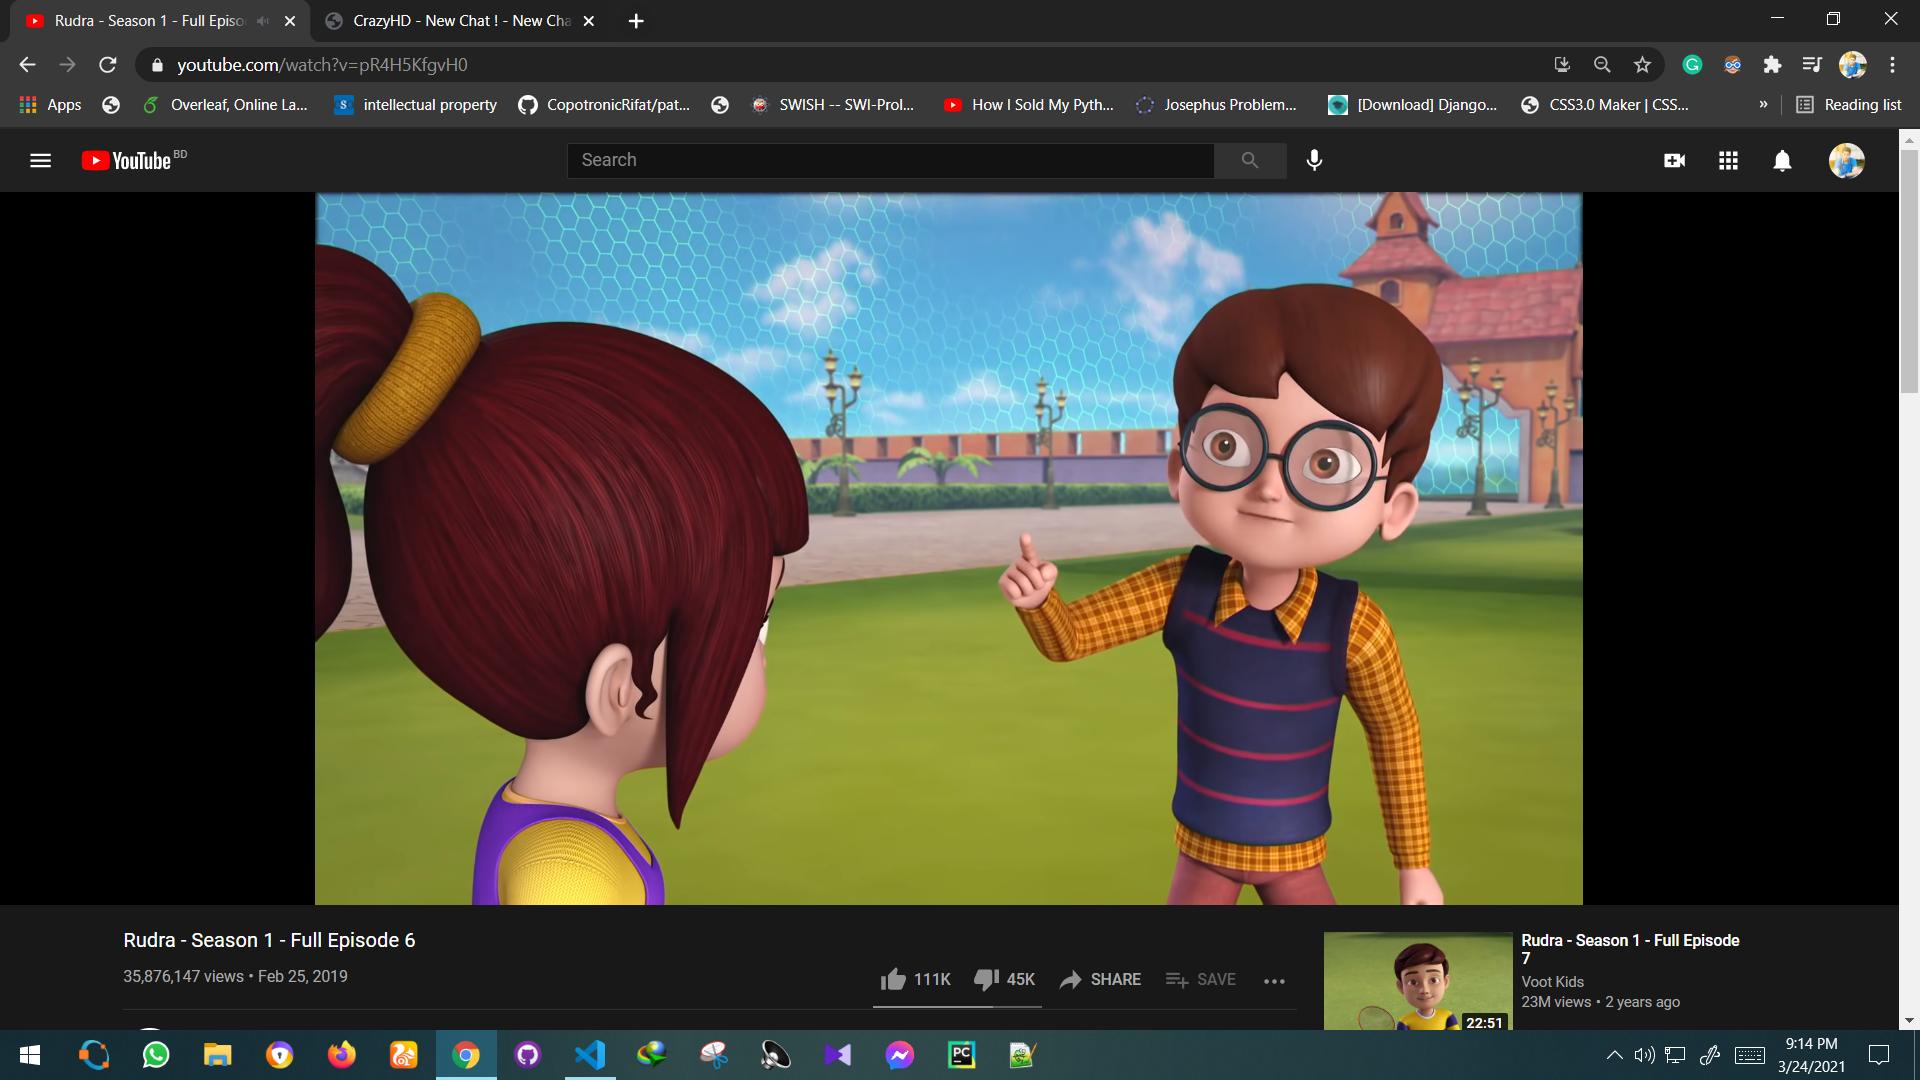 Rudra - Season 1 - Full Episo
CrazyHD - New Chat ! - New Cha
youtube.com/watch?v=pR4H5KfgvH0
Apps
Overleaf, Online La...
intellectual property
CopotronicRifat/pat...
SWISH -- SWI-Prol...
How I Sold My Pyth...
Josephus Problem...
[Download] Django...
CSS3.0 Maker | CSS...
»
Reading list
YouTube BD
Search
Rudra - Season 1 - Full Episode 6
35,876,147 views • Feb 25, 2019
111K
45K
SHARE
SAVE
22:51
Rudra - Season 1 - Full Episode
7
Voot Kids
23M views • 2 years ago
PC
9:14 PM
3/24/2021